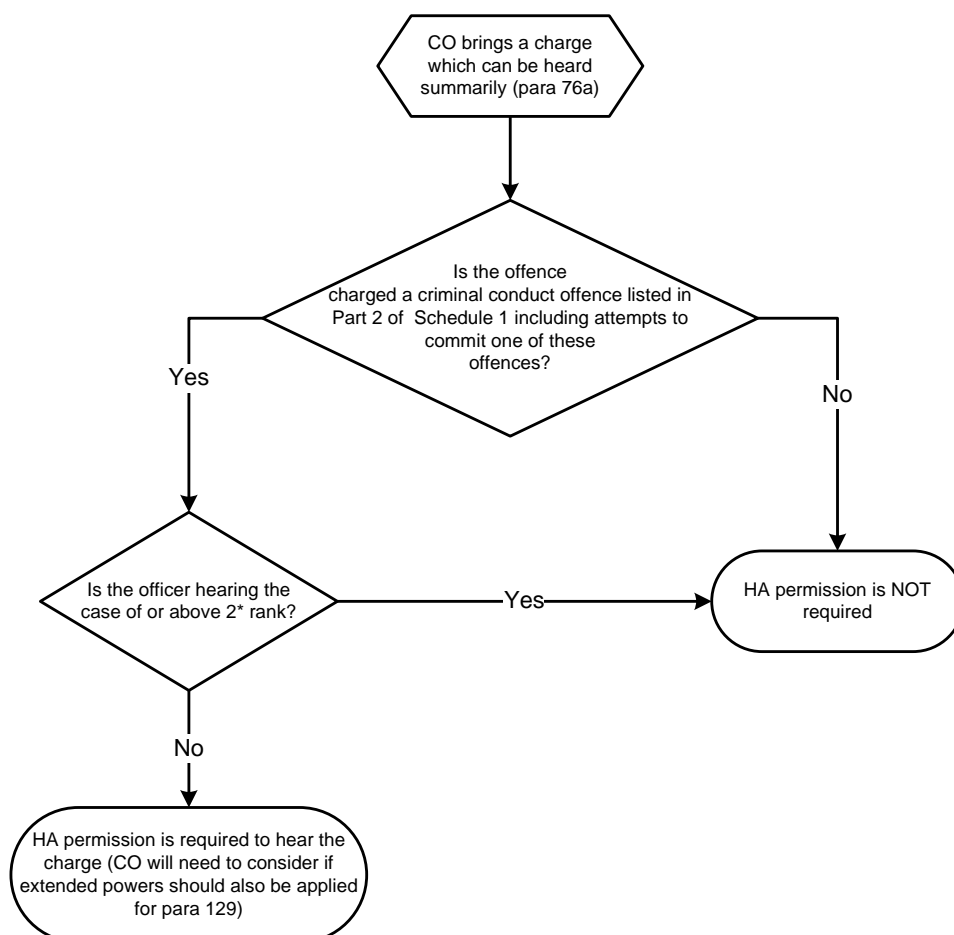 CO brings a charge
which can be heard
summarily (para 76a)
Is the offence
charged a criminal conduct offence listed in
Part 2 of Schedule 1 including attempts to
commit one of these
offences?
Yes
No
Is the officer hearing the
case of or above 2* rank?
Yes
HA permission is NOT
required
No
HA permission is required to hear the
charge (CO will need to consider if
extended powers should also be applied
for para 129)